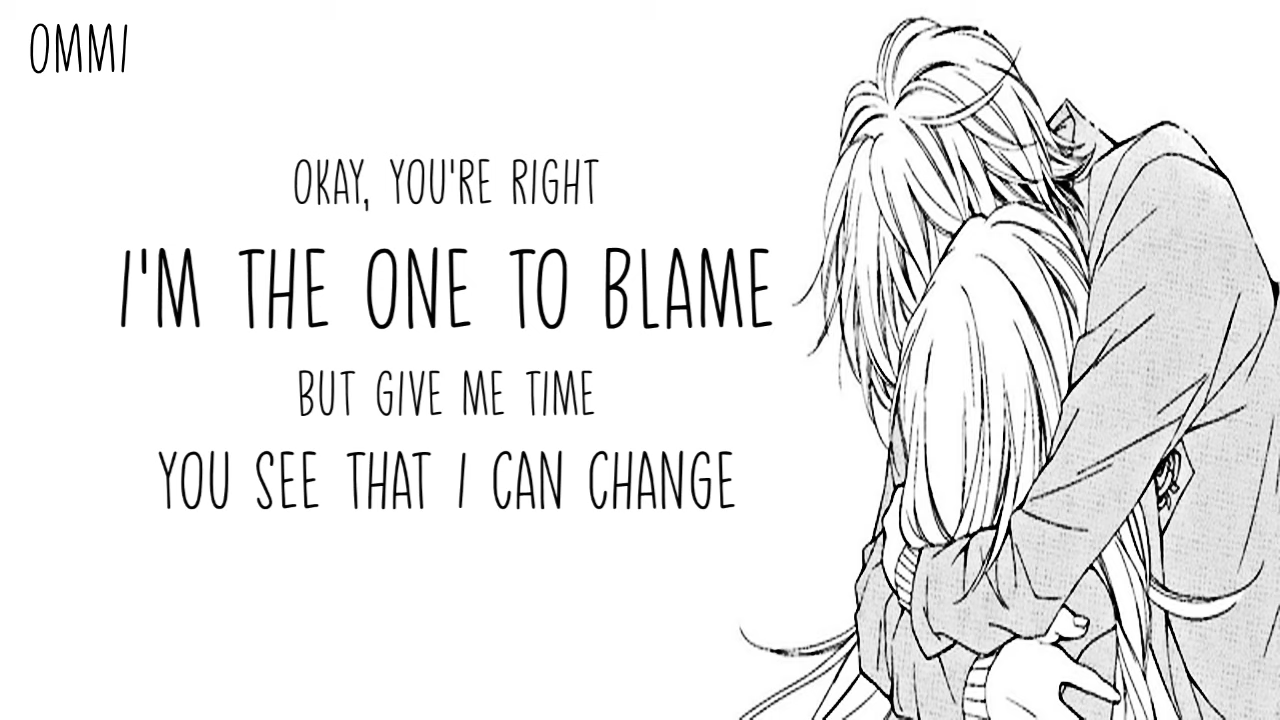 OMMI
OKAY, YOU'RE RIGHT
I'M THE ONE TO BLAME
BUT GIVE ME TIME
YOU SEE THAT I CAN CHANGE